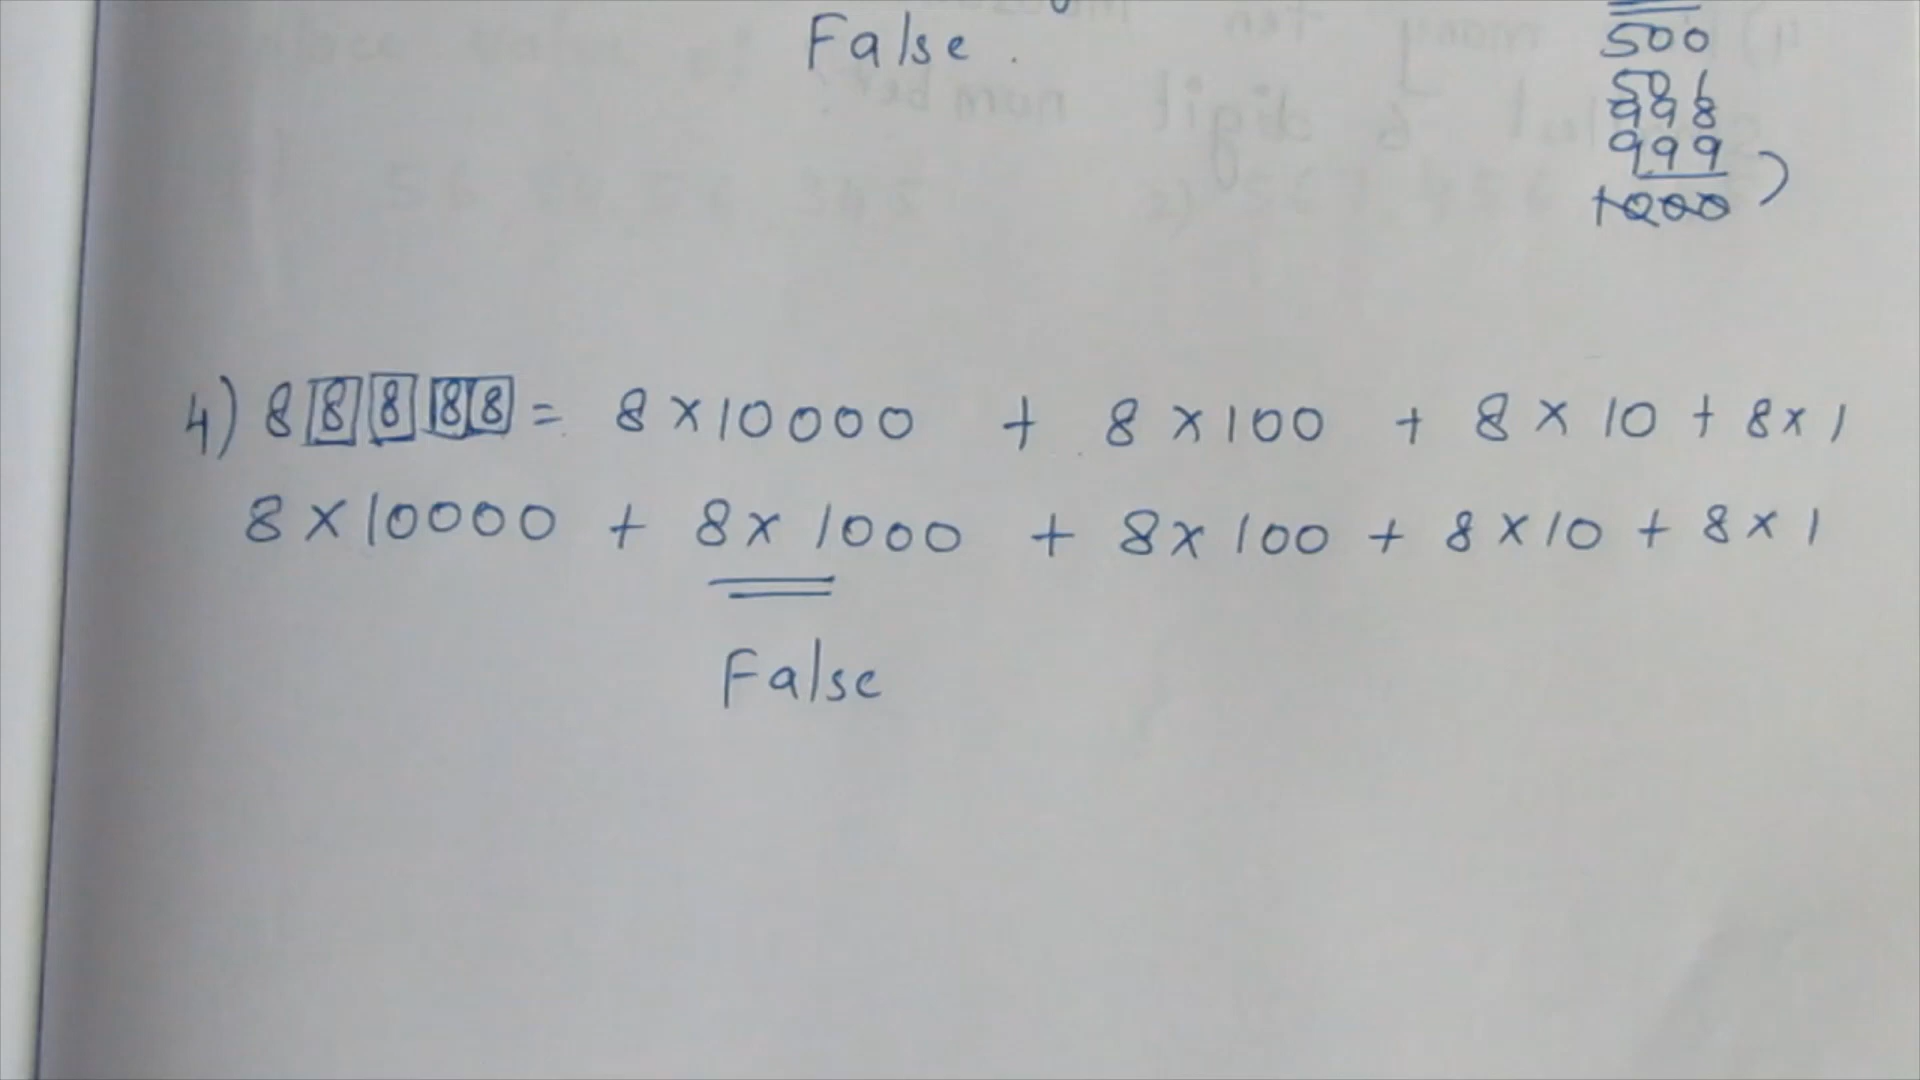 False.
500
501
998
999
1000
4) 88888 = 8×10000 + 8×100 + 8×10 + 8×1
8×10000 + 8×1000 + 8×100 + 8×10 + 8×1
False